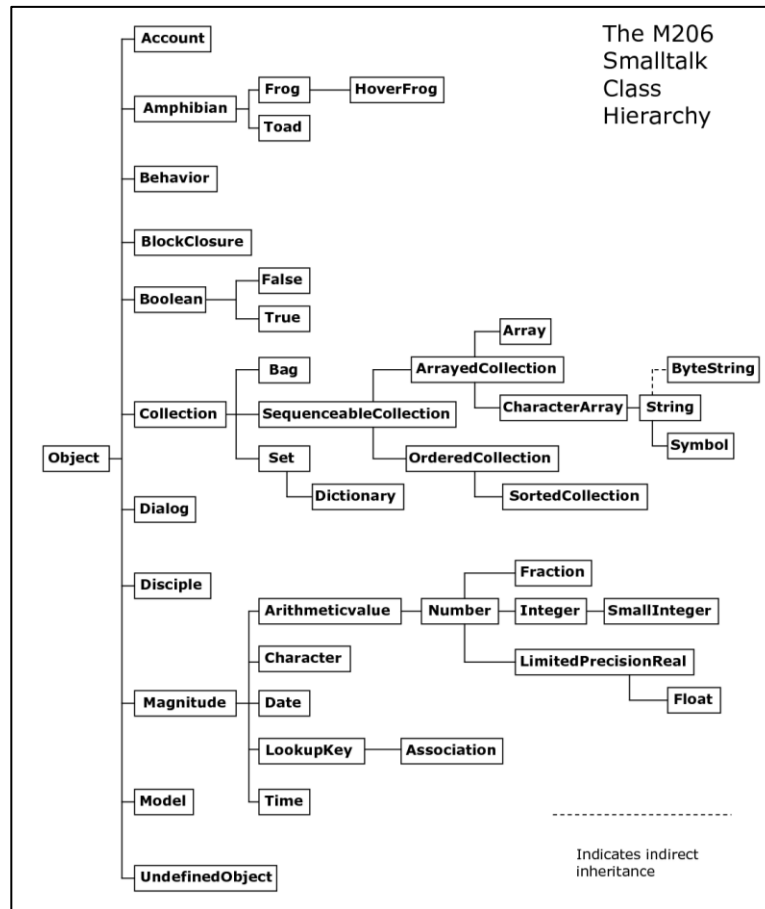 The M206
Smalltalk
Class
Hierarchy
Account
Frog
HoverFrog
Amphibian
Toad
Behavior
BlockClosure
False
Boolean
True
Array
Bag
ArrayedCollection
ByteString
Collection
SequenceableCollection
CharacterArray
String
Symbol
Object
Set
OrderedCollection
Dictionary
SortedCollection
Dialog
Fraction
Disciple
Arithmeticvalue
Number
Integer
SmallInteger
Character
LimitedPrecisionReal
Magnitude
Date
Float
LookupKey
Association
Model
Time
Indicates indirect
inheritance
UndefinedObject